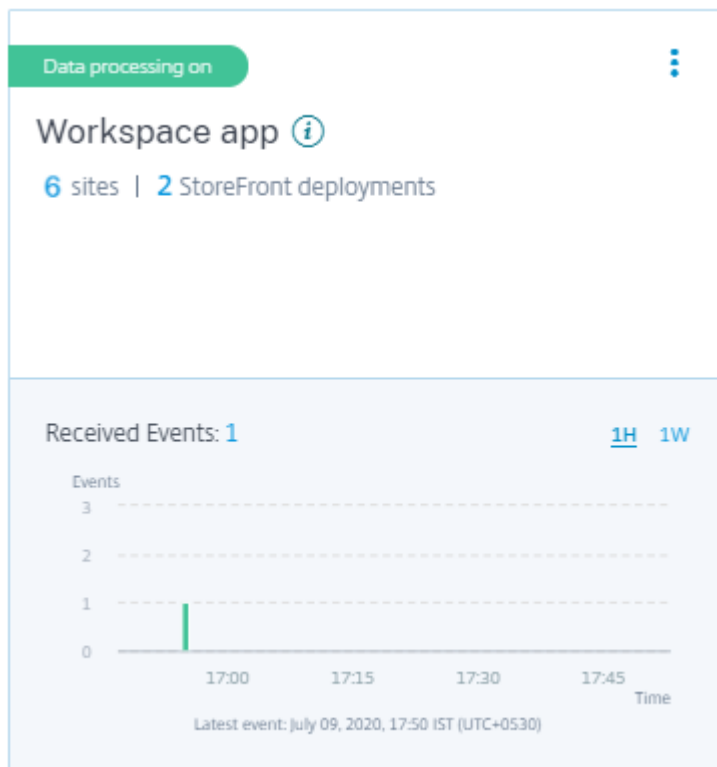 Data processing on
Workspace app i
6 sites | 2 StoreFront deployments
Received Events: 1
1H 1W
Events
3
2
1
0
17:00 17:15 17:30 17:45
Time
Latest event: July 09, 2020, 17:50 IST (UTC+0530)